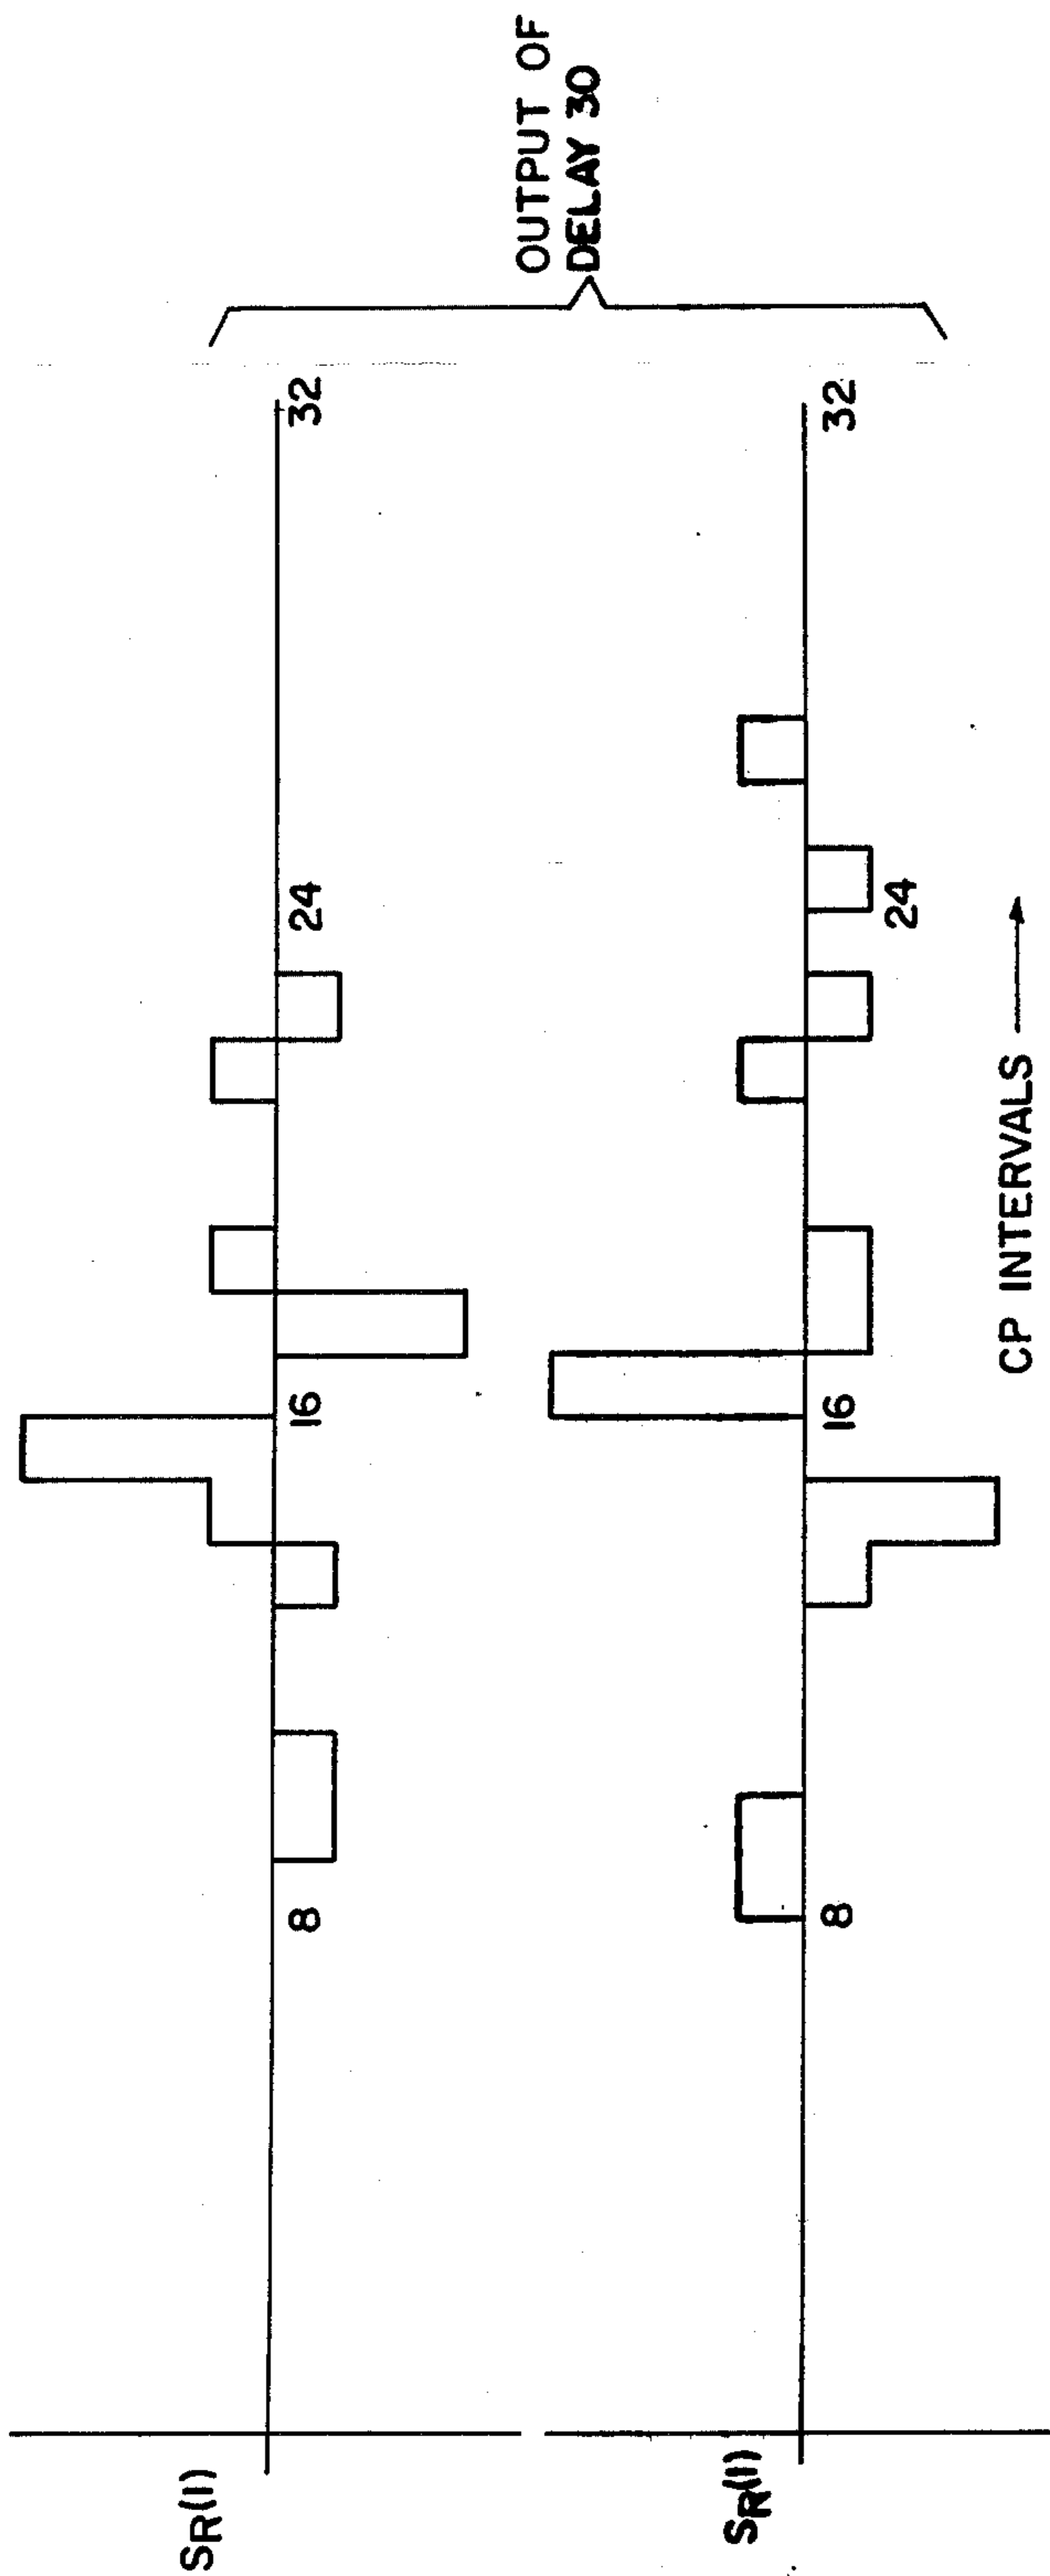 SR(I)
8
16
24
32
OUTPUT OF
DELAY 30
SR(I)
8
16
24
32
CP INTERVALS